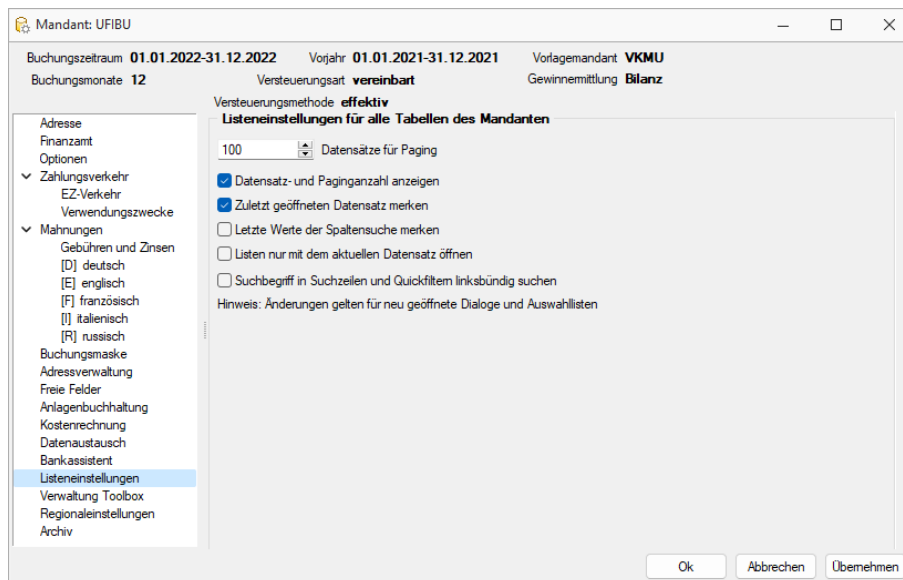 Mandant: UFIBU
Buchungszeitraum 01.01.2022-31.12.2022 Vorjahr 01.01.2021-31.12.2021 Vorlagemandant VKMU
Buchungsmonate 12 Versteuerungsart vereinbart Gewinnermittlung Bilanz
Versteuerungsmethode effektiv
Adresse
Finanzamt
Optionen
Zahlungsverkehr
EZ-Verkehr
Verwendungszwecke
Mahnungen
Gebühren und Zinsen
[D] deutsch
[E] englisch
[F] französisch
[I] italienisch
[R] russisch
Buchungsmaske
Adressverwaltung
Freie Felder
Anlagenbuchhaltung
Kostenrechnung
Datenaustausch
Bankassistent
Listeneinstellungen
Verwaltung Toolbox
Regionaleinstellungen
Archiv
Listeneinstellungen für alle Tabellen des Mandanten
100 Datensätze für Paging
Datensatz- und Paginganzahl anzeigen
Zuletzt geöffneten Datensatz merken
Letzte Werte der Spaltensuche merken
Listen nur mit dem aktuellen Datensatz öffnen
Suchbegriff in Suchzeilen und Quickfiltern linksbündig suchen
Hinweis: Änderungen gelten für neu geöffnete Dialoge und Auswahllisten
Ok Abbrechen Übernehmen